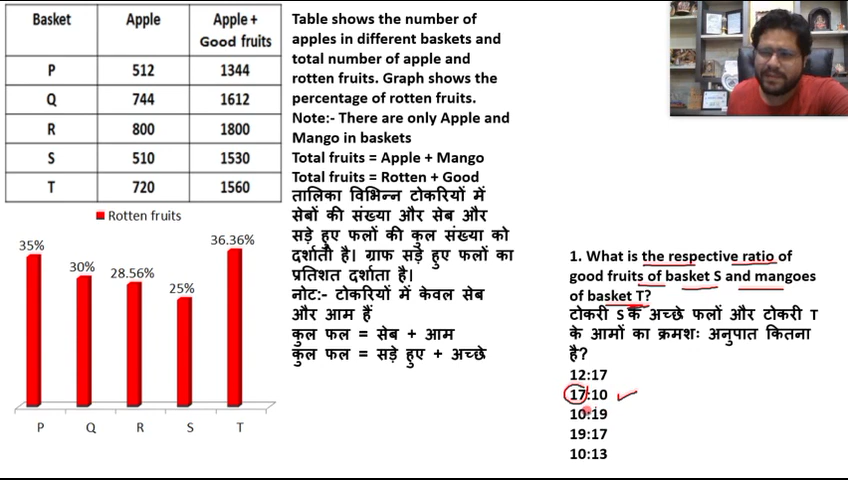 Basket Apple Apple +
Good fruits
P 512 1344
Q 744 1612
R 800 1800
S 510 1530
T 720 1560
Rotten fruits
35%
30%
28.56%
25%
36.36%
P Q R S T
Table shows the number of
apples in different baskets and
total number of apple and
rotten fruits. Graph shows the
percentage of rotten fruits.
Note:- There are only Apple and
Mango in baskets
Total fruits = Apple + Mango
Total fruits = Rotten + Good
तालिका विभिन्न टोकरियों में
सेबों की संख्या और सेब और
सड़े हुए फलों की कुल संख्या को
दर्शाती है। ग्राफ सड़े हुए फलों का
प्रतिशत दर्शाता है।
नोट:- टोकरियों में केवल सेब
और आम हैं
कुल फल = सेब + आम
कुल फल = सड़े हुए + अच्छे
1. What is the respective ratio of
good fruits of basket S and mangoes
of basket T?
टोकरी S के अच्छे फलों और टोकरी T
के आमों का क्रमशः अनुपात कितना
है?
12:17
17:10
10:19
19:17
10:13